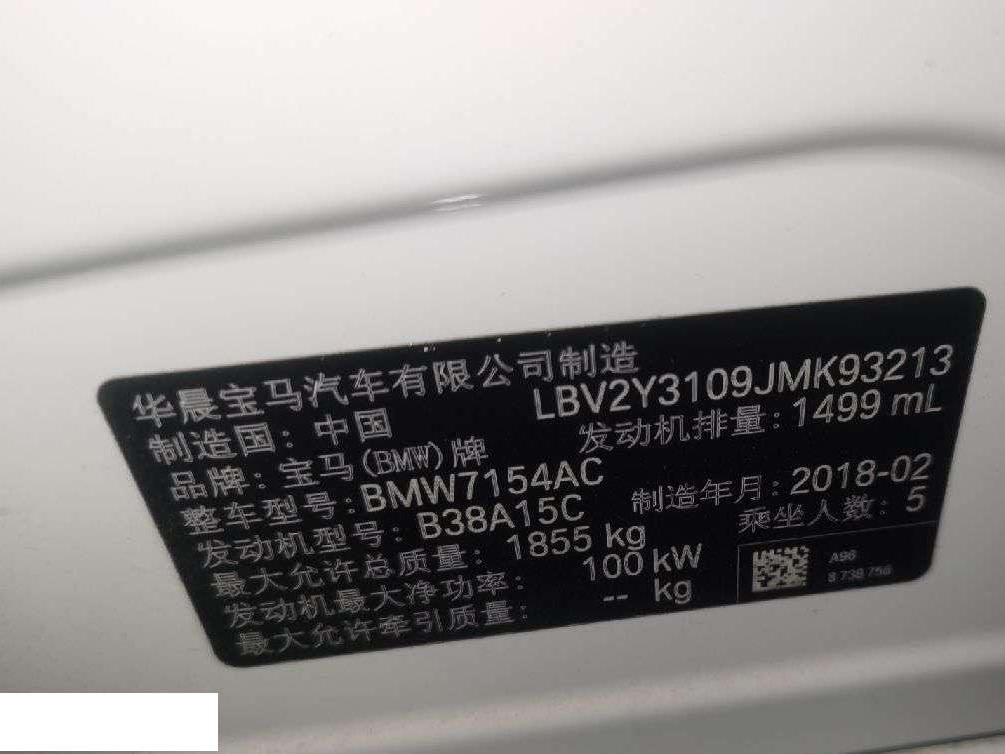 华晨宝马汽车有限公司制造
制造国：中国 LBV2Y3109JMK93213
品牌：宝马(BMW)牌 发动机排量：1499 mL
整车型号：BMW7154AC
发动机型号：B38A15C 制造年月：2018-02
最大允许总质量：1855 kg 乘坐人数：5
发动机最大净功率：100 kW
最大允许牵引质量：-- kg
A96
8 738 756